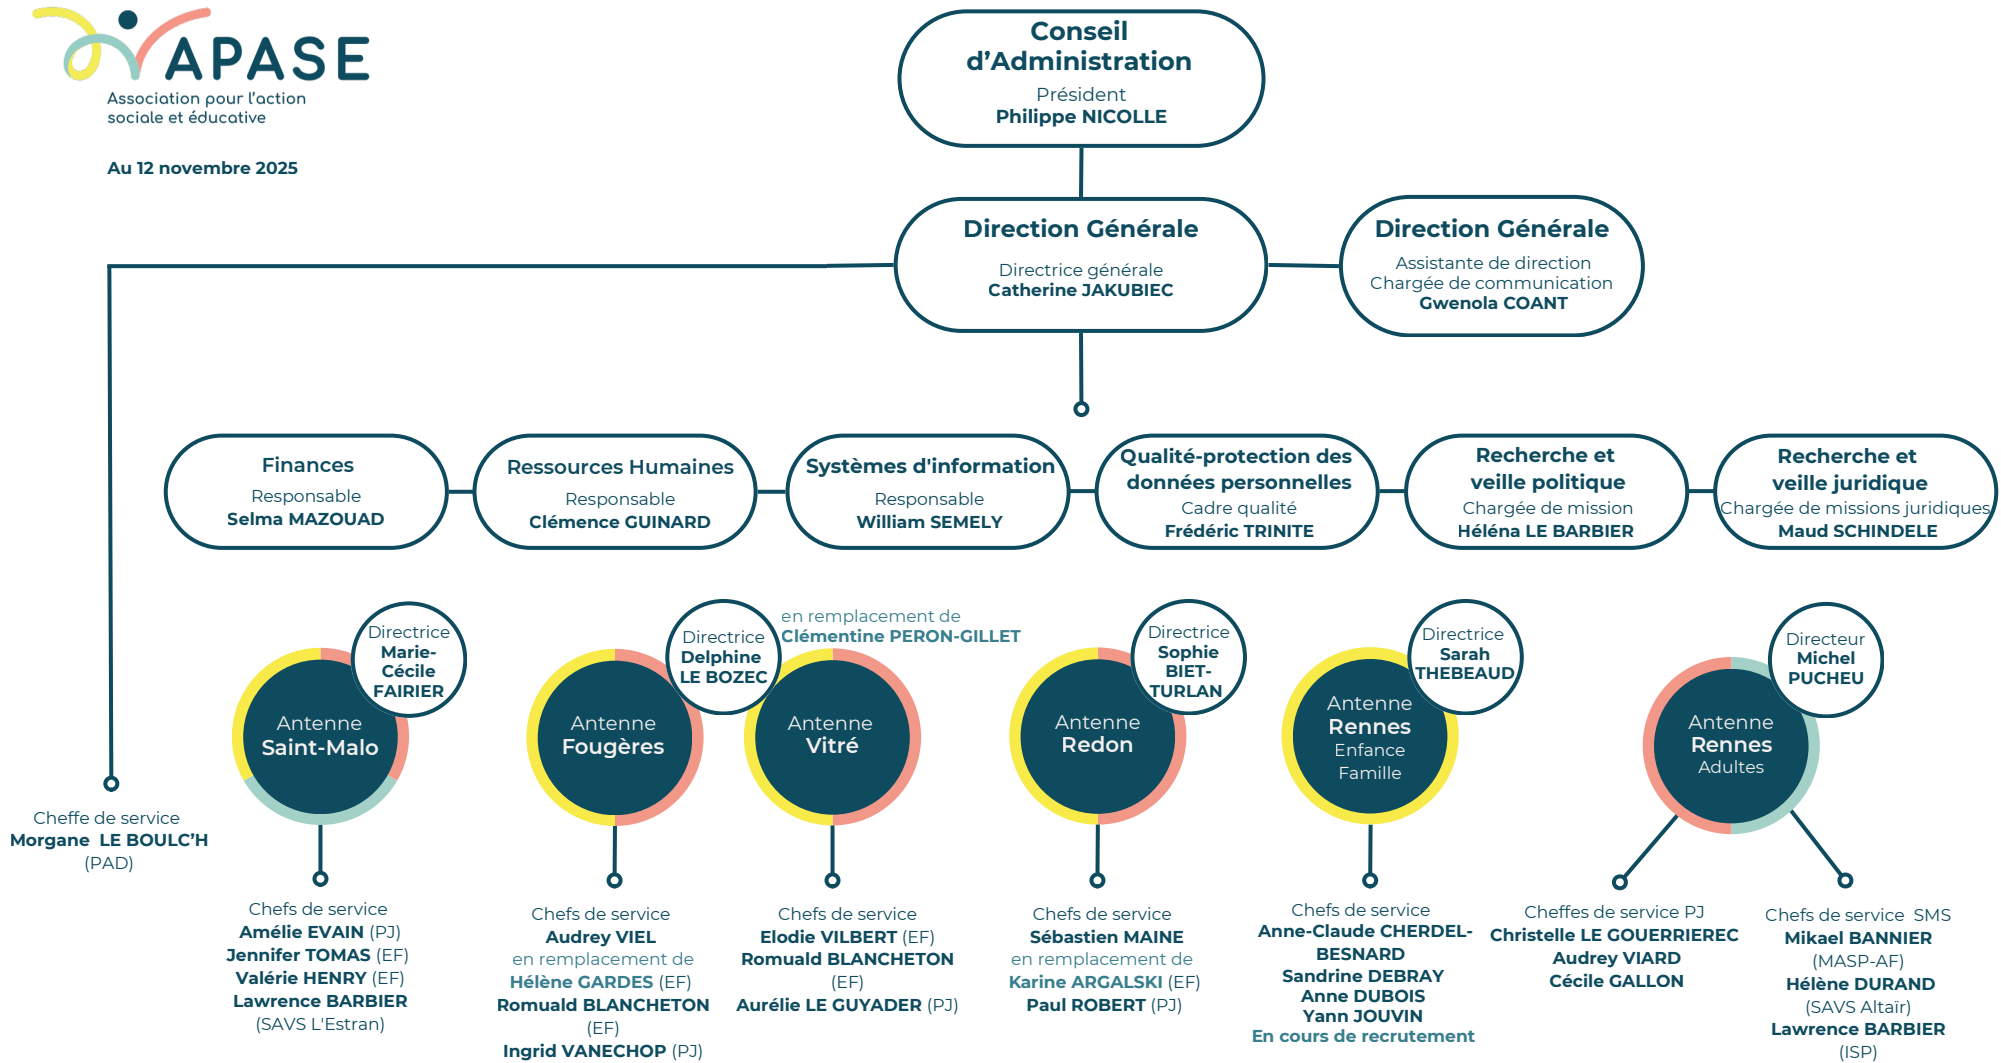 APASE
Association pour l'action
sociale et éducative
Au 12 novembre 2025
Conseil
d'Administration
Président
Philippe NICOLLE
Direction Générale
Directrice générale
Catherine JAKUBIEC
Direction Générale
Assistante de direction
Chargée de communication
Gwenola COANT
Finances
Responsable
Selma MAZOUAD
Ressources Humaines
Responsable
Clémence GUINARD
Systèmes d'information
Responsable
William SEMELY
Qualité-protection des
données personnelles
Cadre qualité
Frédéric TRINITE
Recherche et
veille politique
Chargée de mission
Héléna LE BARBIER
Recherche et
veille juridique
Chargée de missions juridiques
Maud SCHINDELE
Cheffe de service
Morgane LE BOULC'H
(PAD)
Directrice
Marie-
Cécile
FAIRIER
Antenne
Saint-Malo
Chefs de service
Amélie EVAIN (PJ)
Jennifer TOMAS (EF)
Valérie HENRY (EF)
Lawrence BARBIER
(SAVS L'Estran)
Directrice
Delphine
LE BOZEC
en remplacement de
Clémentine PERON-GILLET
Antenne
Fougères
Chefs de service
Audrey VIEL
en remplacement de
Hélène GARDES (EF)
Romuald BLANCHETON
(EF)
Ingrid VANECHOP (PJ)
Antenne
Vitré
Chefs de service
Elodie VILBERT (EF)
Romuald BLANCHETON
(EF)
Aurélie LE GUYADER (PJ)
Directrice
Sophie
BIET-
TURLAN
Antenne
Redon
Chefs de service
Sébastien MAINE
en remplacement de
Karine ARGALSKI (EF)
Paul ROBERT (PJ)
Directrice
Sarah
THEBEAUD
Antenne
Rennes
Enfance
Famille
Chefs de service
Anne-Claude CHERDEL-
BESNARD
Sandrine DEBRAY
Anne DUBOIS
Yann JOUVIN
En cours de recrutement
Directeur
Michel
PUCHEU
Antenne
Rennes
Adultes
Cheffes de service PJ
Christelle LE GOUERRIEREC
Audrey VIARD
Cécile GALLON
Chefs de service SMS
Mikael BANNIER
(MASP-AF)
Hélène DURAND
(SAVS Altaïr)
Lawrence BARBIER
(ISP)